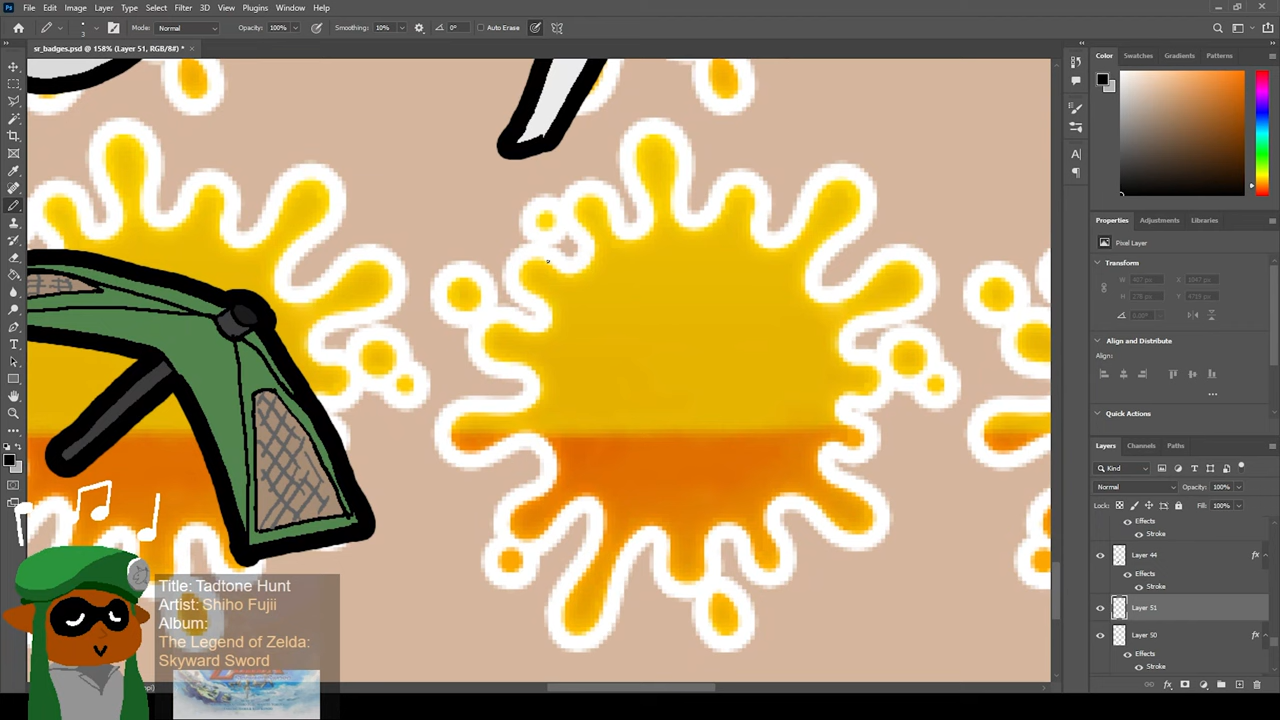 File Edit Image Layer Type Select Filter 3D View Plugins Window Help
3 Mode: Normal Opacity: 100% Smoothing: 10% 0° Auto Erase
sr_badges.psd @ 158% (Layer 51, RGB/8#) *
Color Swatches Gradients Patterns
Properties Adjustments Libraries
Pixel Layer
Transform
Align and Distribute
Align:
Quick Actions
Layers Channels Paths
Kind
Normal Opacity: 100%
Lock: Fill: 100%
Effects
Stroke
Layer 44 fx
Effects
Stroke
Layer 51
Layer 50 fx
Effects
Stroke
Title: Tadtone Hunt
Artist: Shiho Fujii
Album:
The Legend of Zelda:
Skyward Sword